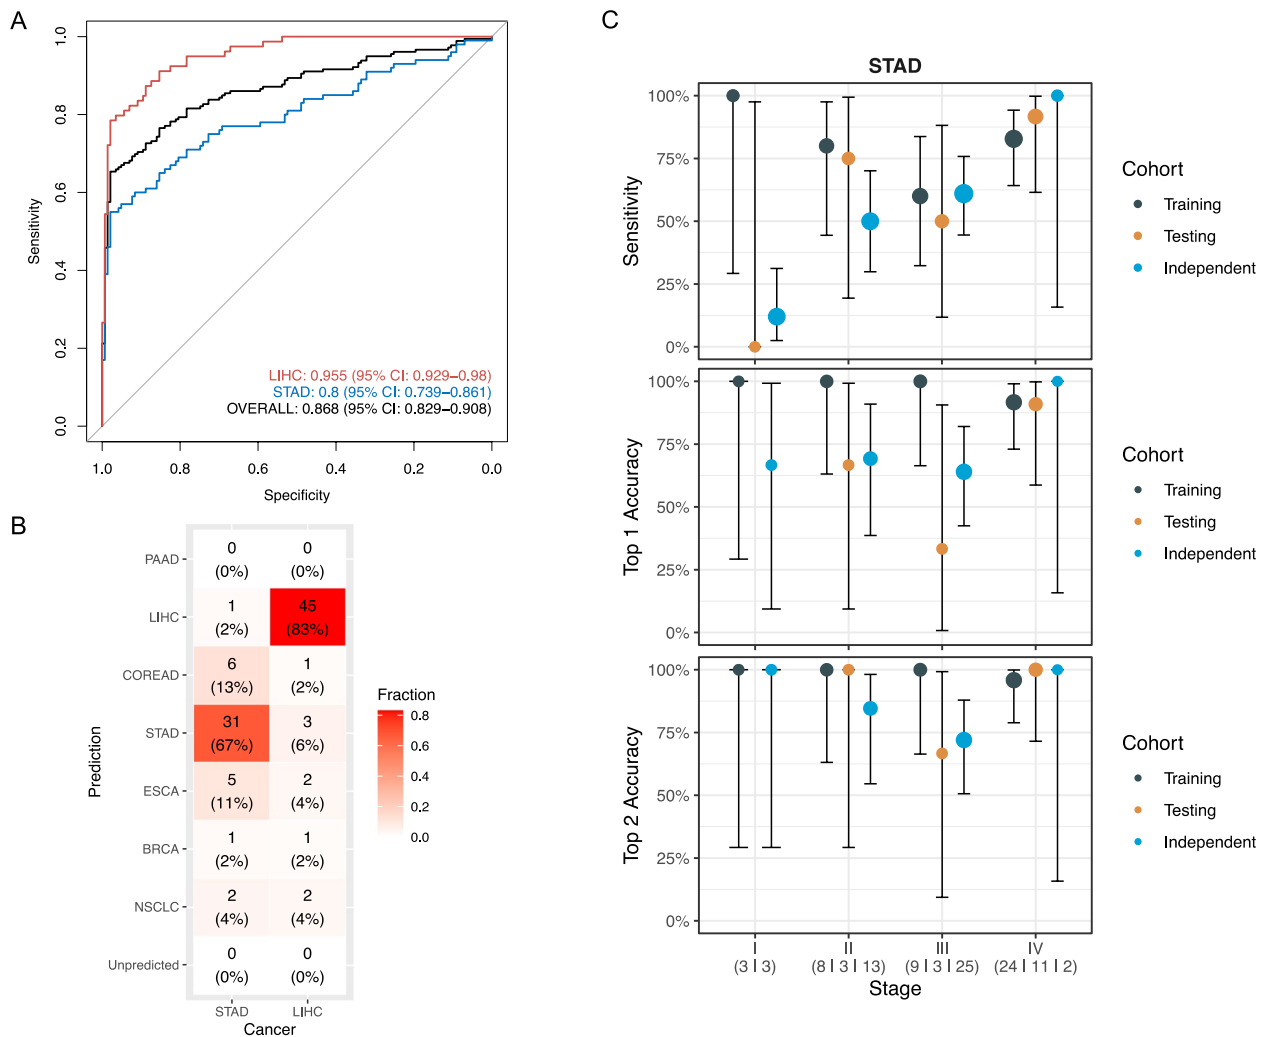 A
1.0
0.8
0.6
0.4
0.2
0.0
Sensitivity
LIHC: 0.955 (95% CI: 0.929–0.98)
STAD: 0.8 (95% CI: 0.739–0.861)
OVERALL: 0.868 (95% CI: 0.829–0.908)
1.0 0.8 0.6 0.4 0.2 0.0
Specificity
B
Prediction
PAAD 0 0
(0%) (0%)
LIHC 1 45
(2%) (83%)
COREAD 6 1
(13%) (2%)
STAD 31 3
(67%) (6%)
ESCA 5 2
(11%) (4%)
BRCA 1 1
(2%) (2%)
NSCLC 2 2
(4%) (4%)
Unpredicted 0 0
(0%) (0%)
STAD LIHC
Cancer
Fraction
0.8
0.6
0.4
0.2
0.0
C
STAD
Sensitivity
100%
75%
50%
25%
0%
Cohort
Training
Testing
Independent
Top 1 Accuracy
100%
75%
50%
25%
0%
Cohort
Training
Testing
Independent
Top 2 Accuracy
100%
75%
50%
25%
0%
Cohort
Training
Testing
Independent
I II III IV
(3 | 3) (8 | 3 | 13) (9 | 3 | 25) (24 | 11 | 2)
Stage